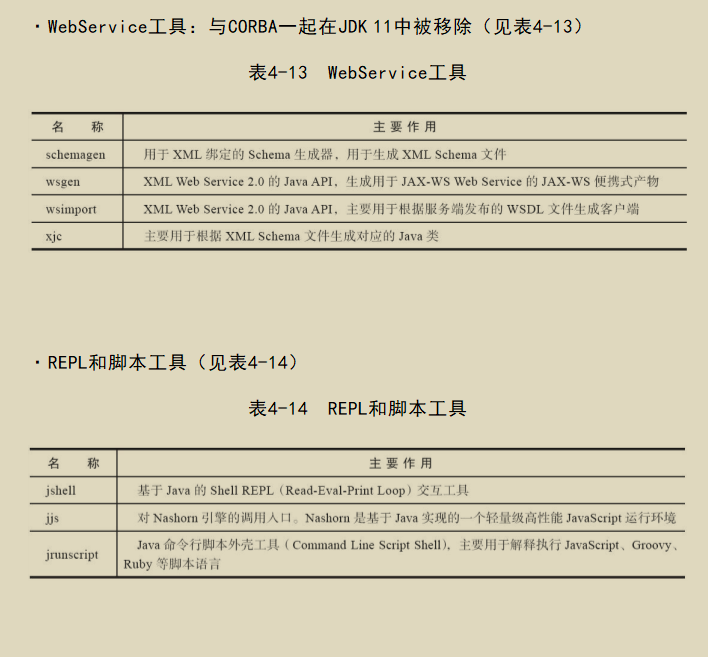 ·WebService工具：与CORBA一起在JDK 11中被移除（见表4-13）
表4-13 WebService工具
名 称 主要作用
schemagen 用于 XML 绑定的 Schema 生成器，用于生成 XML Schema 文件
wsgen XML Web Service 2.0 的 Java API，生成用于 JAX-WS Web Service 的 JAX-WS 便携式产物
wsimport XML Web Service 2.0 的 Java API，主要用于根据服务端发布的 WSDL 文件生成客户端
xjc 主要用于根据 XML Schema 文件生成对应的 Java 类
·REPL和脚本工具（见表4-14）
表4-14 REPL和脚本工具
名 称 主要作用
jshell 基于 Java 的 Shell REPL（Read-Eval-Print Loop）交互工具
jjs 对 Nashorn 引擎的调用入口。Nashorn 是基于 Java 实现的一个轻量级高性能 JavaScript 运行环境
jrunscript Java 命令行脚本外壳工具（Command Line Script Shell），主要用于解释执行 JavaScript、Groovy、
Ruby 等脚本语言